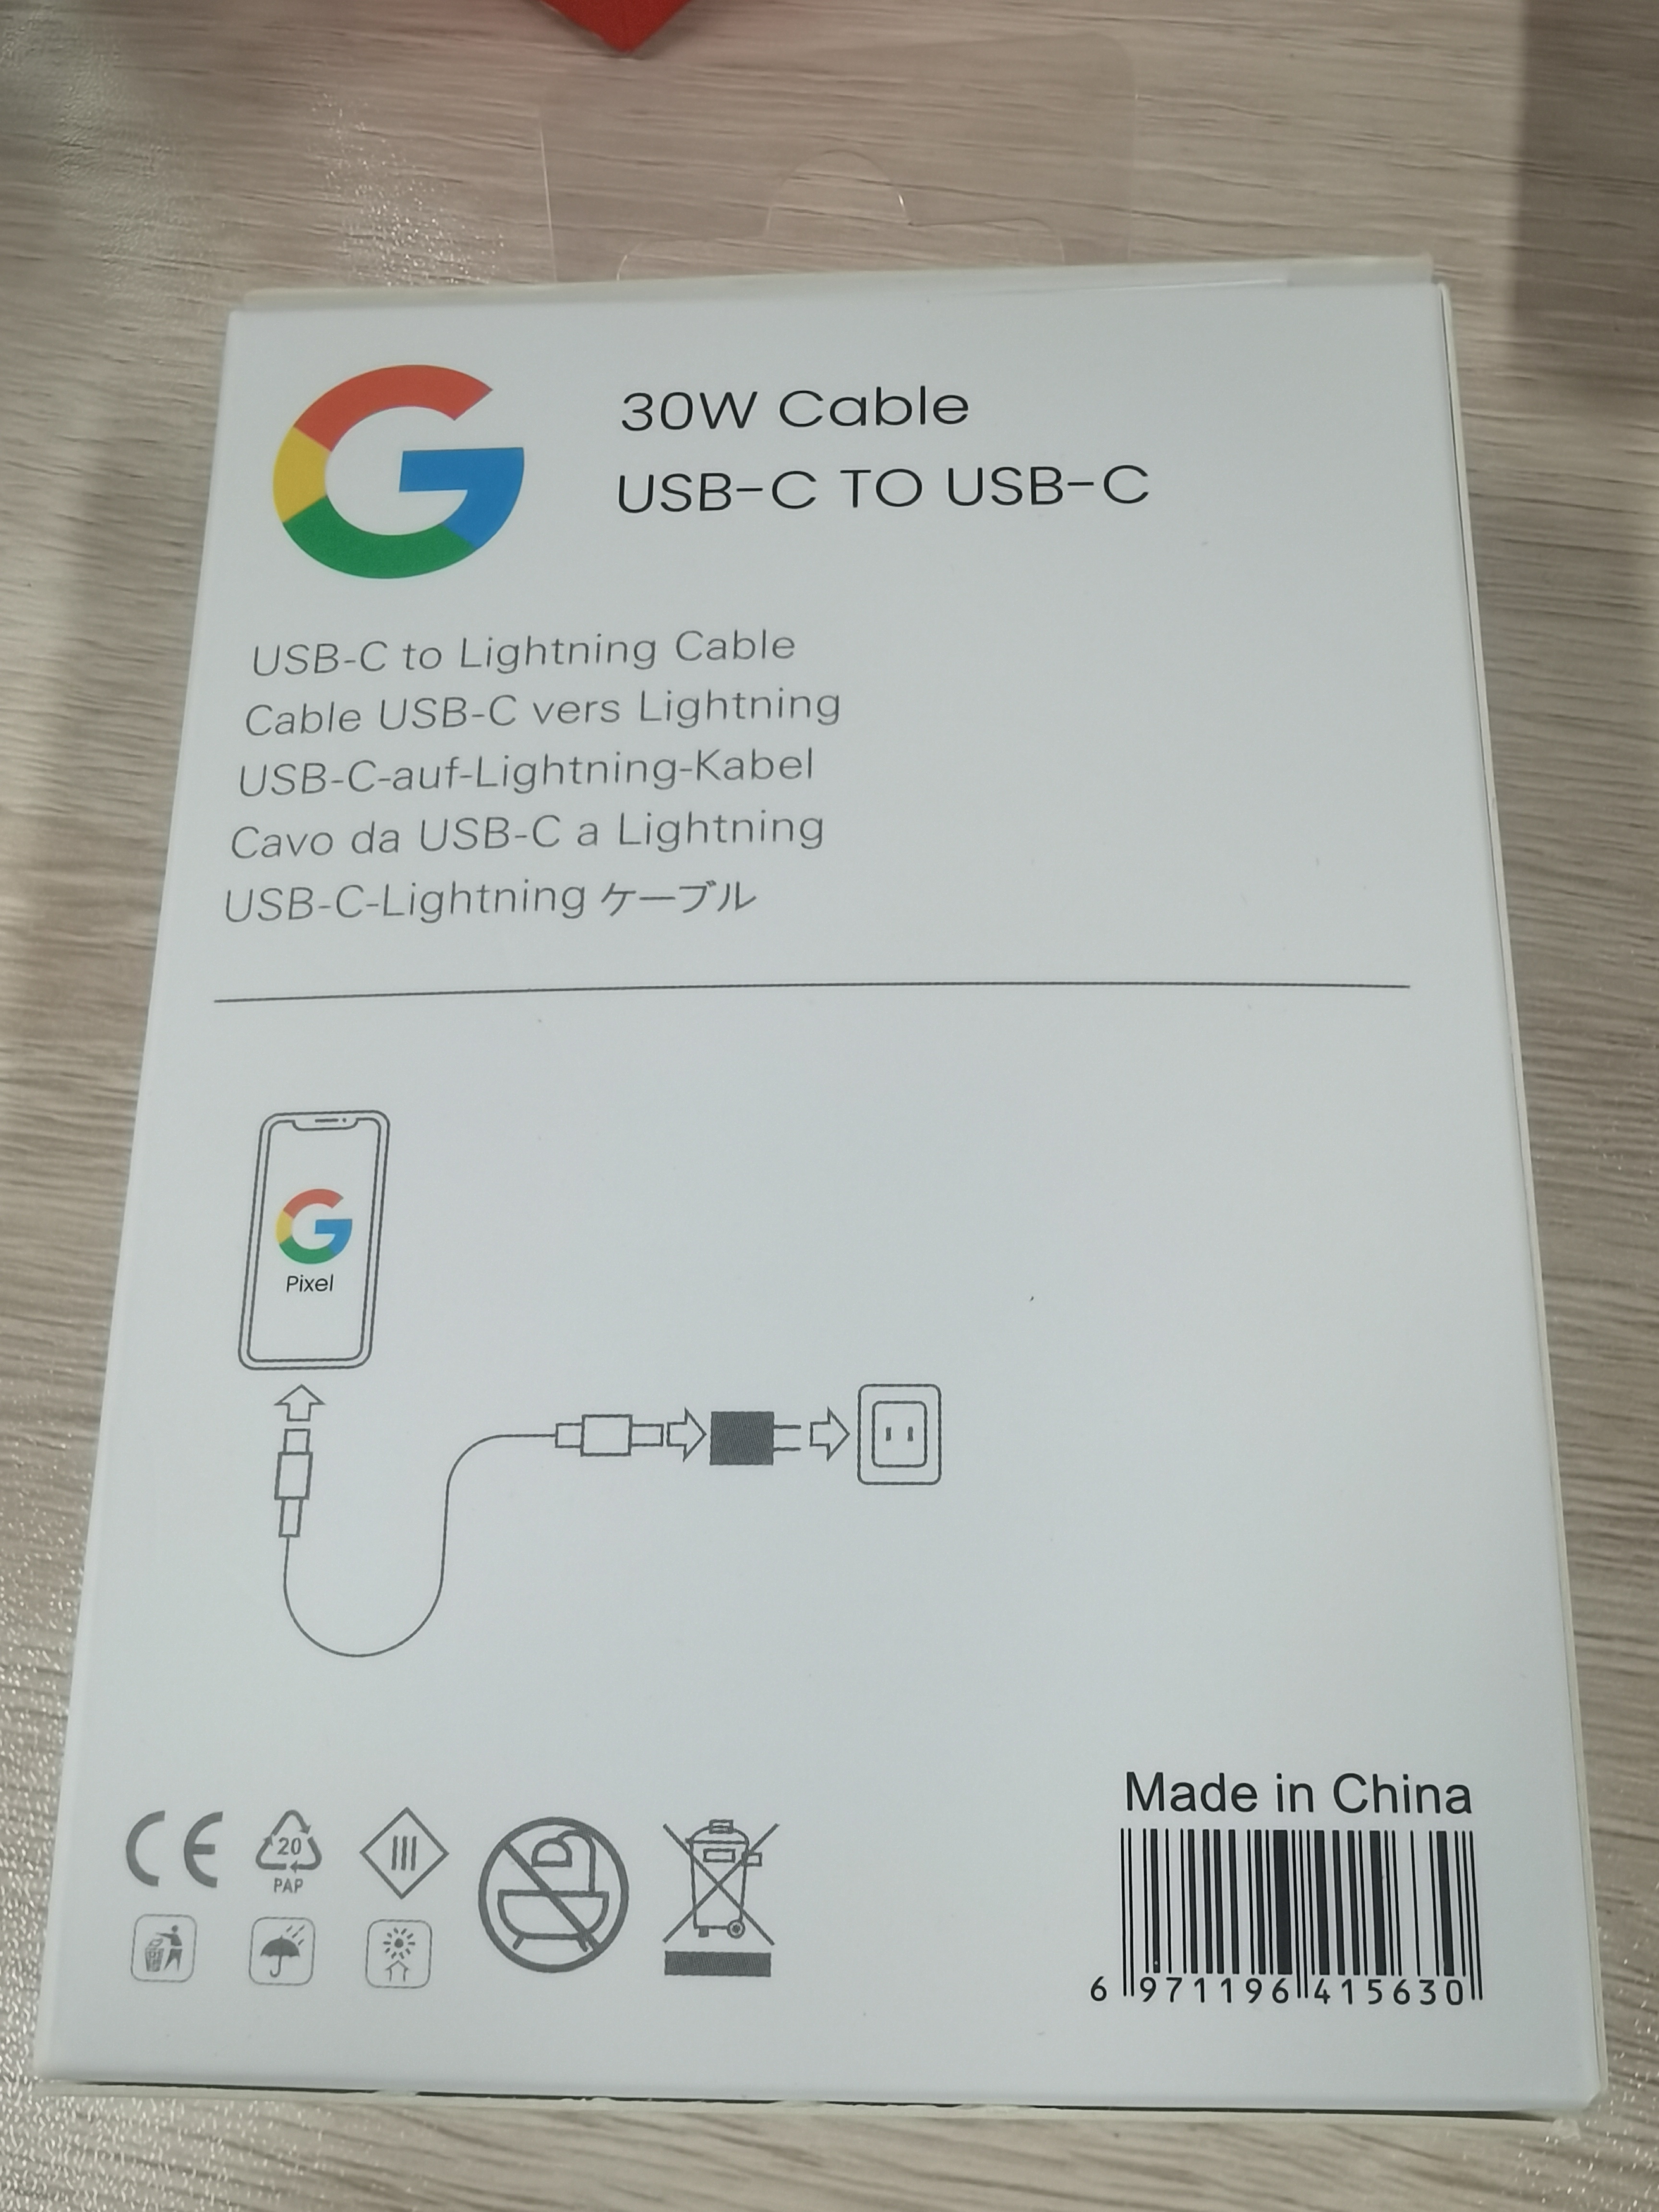 30W Cable
USB-C TO USB-C
USB-C to Lightning Cable
Cable USB-C vers Lightning
USB-C-auf-Lightning-Kabel
Cavo da USB-C a Lightning
USB-C-Lightning ケーブル
G
Pixel
CE
20
PAP
Made in China
6 971196 415630